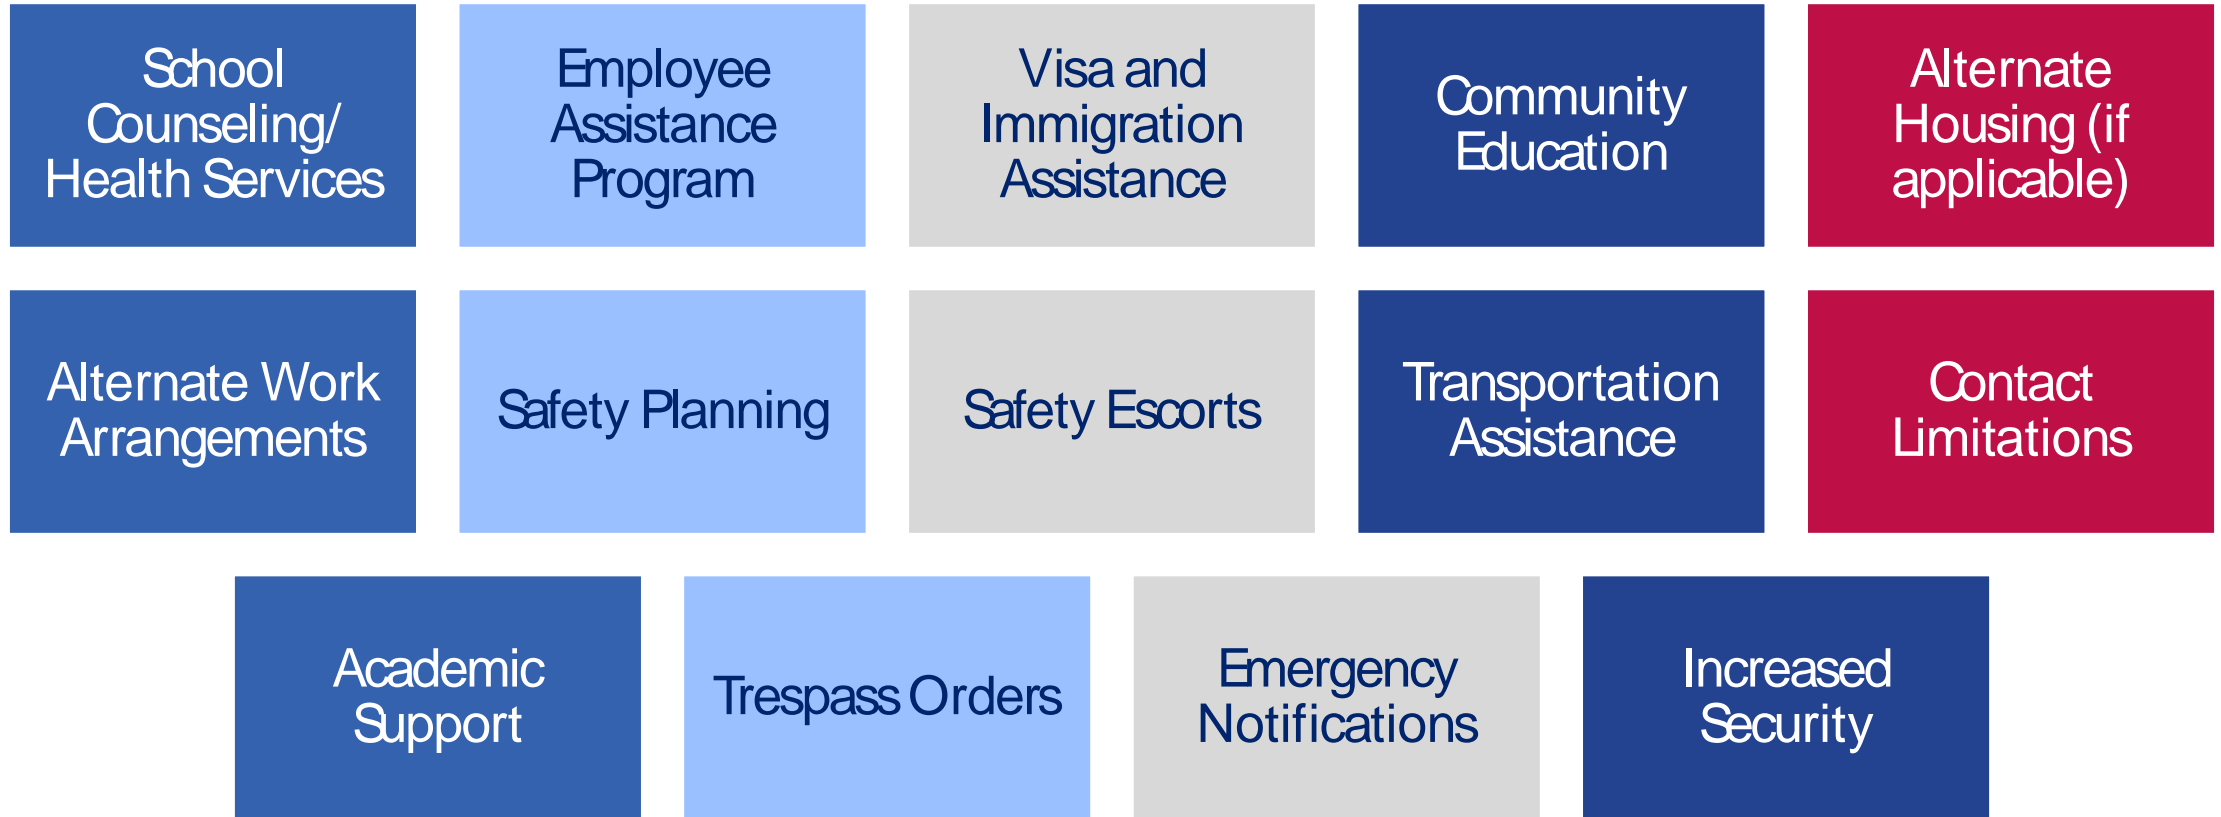 School
Counseling/
Health Services
Employee
Assistance
Program
Visa and
Immigration
Assistance
Community
Education
Alternate
Housing (if
applicable)
Alternate Work
Arrangements
Safety Planning
Safety Escorts
Transportation
Assistance
Contact
Limitations
Academic
Support
Trespass Orders
Emergency
Notifications
Increased
Security